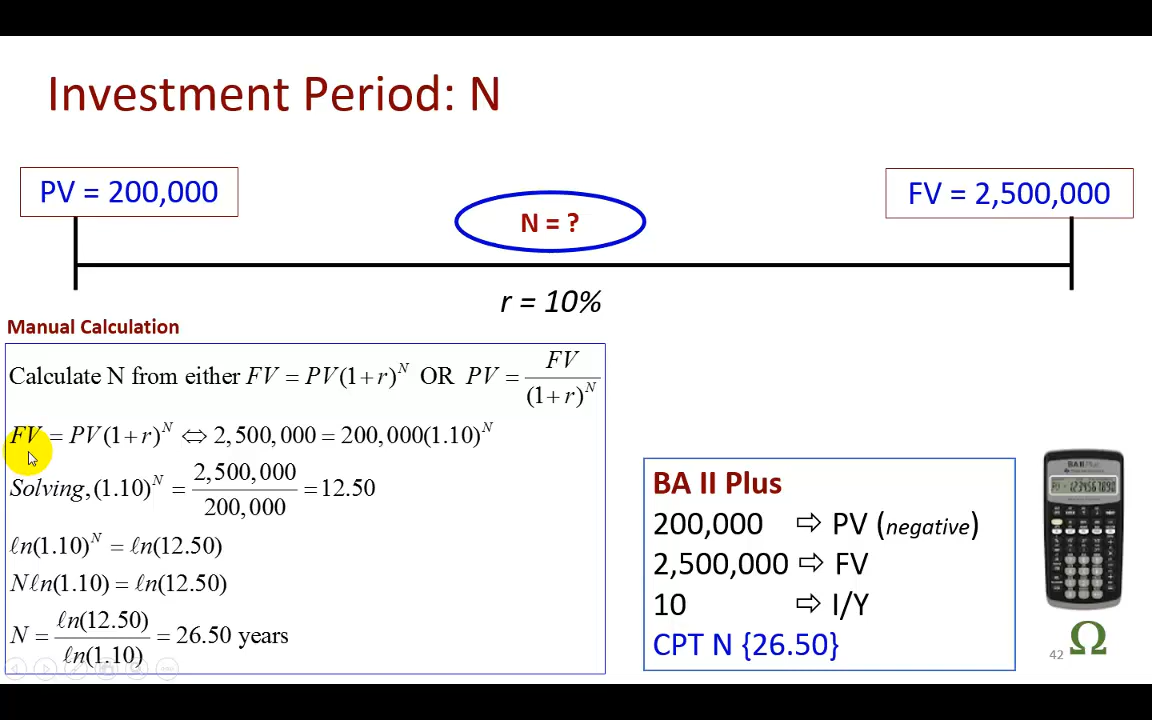 Investment Period: N
PV = 200,000
FV = 2,500,000
N = ?
r = 10%
Manual Calculation
Calculate N from either FV = PV(1 + r)^N OR PV = FV / (1 + r)^N
FV = PV(1 + r)^N ⇔ 2,500,000 = 200,000(1.10)^N
Solving, (1.10)^N = 2,500,000 / 200,000 = 12.50
ℓn(1.10)^N = ℓn(12.50)
Nℓn(1.10) = ℓn(12.50)
N = ℓn(12.50) / ℓn(1.10) = 26.50 years
BA II Plus
200,000 ⇨ PV (negative)
2,500,000 ⇨ FV
10 ⇨ I/Y
CPT N {26.50}
BA II Plus
42
Ω